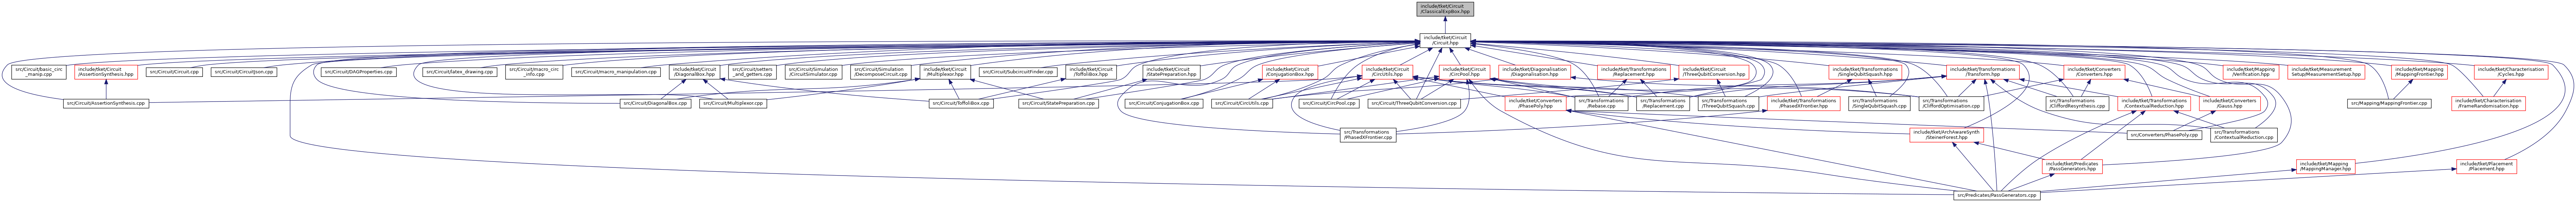 include/tket/Circuit
/ClassicalExpBox.hpp
include/tket/Circuit
/Circuit.hpp
src/Circuit/basic_circ
_manip.cpp
include/tket/Circuit
/AssertionSynthesis.hpp
src/Circuit/Circuit.cpp
src/Circuit/CircuitJson.cpp
src/Circuit/DAGProperties.cpp
src/Circuit/latex_drawing.cpp
src/Circuit/macro_circ
_info.cpp
src/Circuit/macro_manipulation.cpp
include/tket/Circuit
/DiagonalBox.hpp
src/Circuit/setters
_and_getters.cpp
src/Circuit/Simulation
/CircuitSimulator.cpp
src/Circuit/Simulation
/DecomposeCircuit.cpp
include/tket/Circuit
/Multiplexor.hpp
src/Circuit/SubcircuitFinder.cpp
include/tket/Circuit
/ToffoliBox.hpp
include/tket/Circuit
/StatePreparation.hpp
include/tket/Circuit
/ConjugationBox.hpp
include/tket/Circuit
/CircUtils.hpp
include/tket/Circuit
/CircPool.hpp
include/tket/Diagonalisation
/Diagonalisation.hpp
include/tket/Transformations
/Replacement.hpp
include/tket/Circuit
/ThreeQubitConversion.hpp
include/tket/Transformations
/SingleQubitSquash.hpp
include/tket/Transformations
/Transform.hpp
include/tket/Converters
/Converters.hpp
include/tket/Mapping
/Verification.hpp
include/tket/Measurement
Setup/MeasurementSetup.hpp
include/tket/Mapping
/MappingFrontier.hpp
include/tket/Characterisation
/Cycles.hpp
src/Circuit/AssertionSynthesis.cpp
src/Circuit/DiagonalBox.cpp
src/Circuit/Multiplexor.cpp
src/Circuit/ToffoliBox.cpp
src/Circuit/StatePreparation.cpp
src/Circuit/ConjugationBox.cpp
src/Circuit/CircUtils.cpp
src/Circuit/CircPool.cpp
src/Circuit/ThreeQubitConversion.cpp
include/tket/Converters
/PhasePoly.hpp
src/Transformations
/Rebase.cpp
src/Transformations
/Replacement.cpp
src/Transformations
/ThreeQubitSquash.cpp
include/tket/Transformations
/PhasedXFrontier.hpp
src/Transformations
/SingleQubitSquash.cpp
src/Transformations
/CliffordOptimisation.cpp
src/Transformations
/CliffordResynthesis.cpp
include/tket/Transformations
/ContextualReduction.hpp
include/tket/Converters
/Gauss.hpp
src/Mapping/MappingFrontier.cpp
include/tket/Characterisation
/FrameRandomisation.hpp
src/Transformations
/PhasedXFrontier.cpp
include/tket/ArchAwareSynth
/SteinerForest.hpp
src/Converters/PhasePoly.cpp
src/Transformations
/ContextualReduction.cpp
include/tket/Predicates
/PassGenerators.hpp
include/tket/Mapping
/MappingManager.hpp
include/tket/Placement
/Placement.hpp
src/Predicates/PassGenerators.cpp